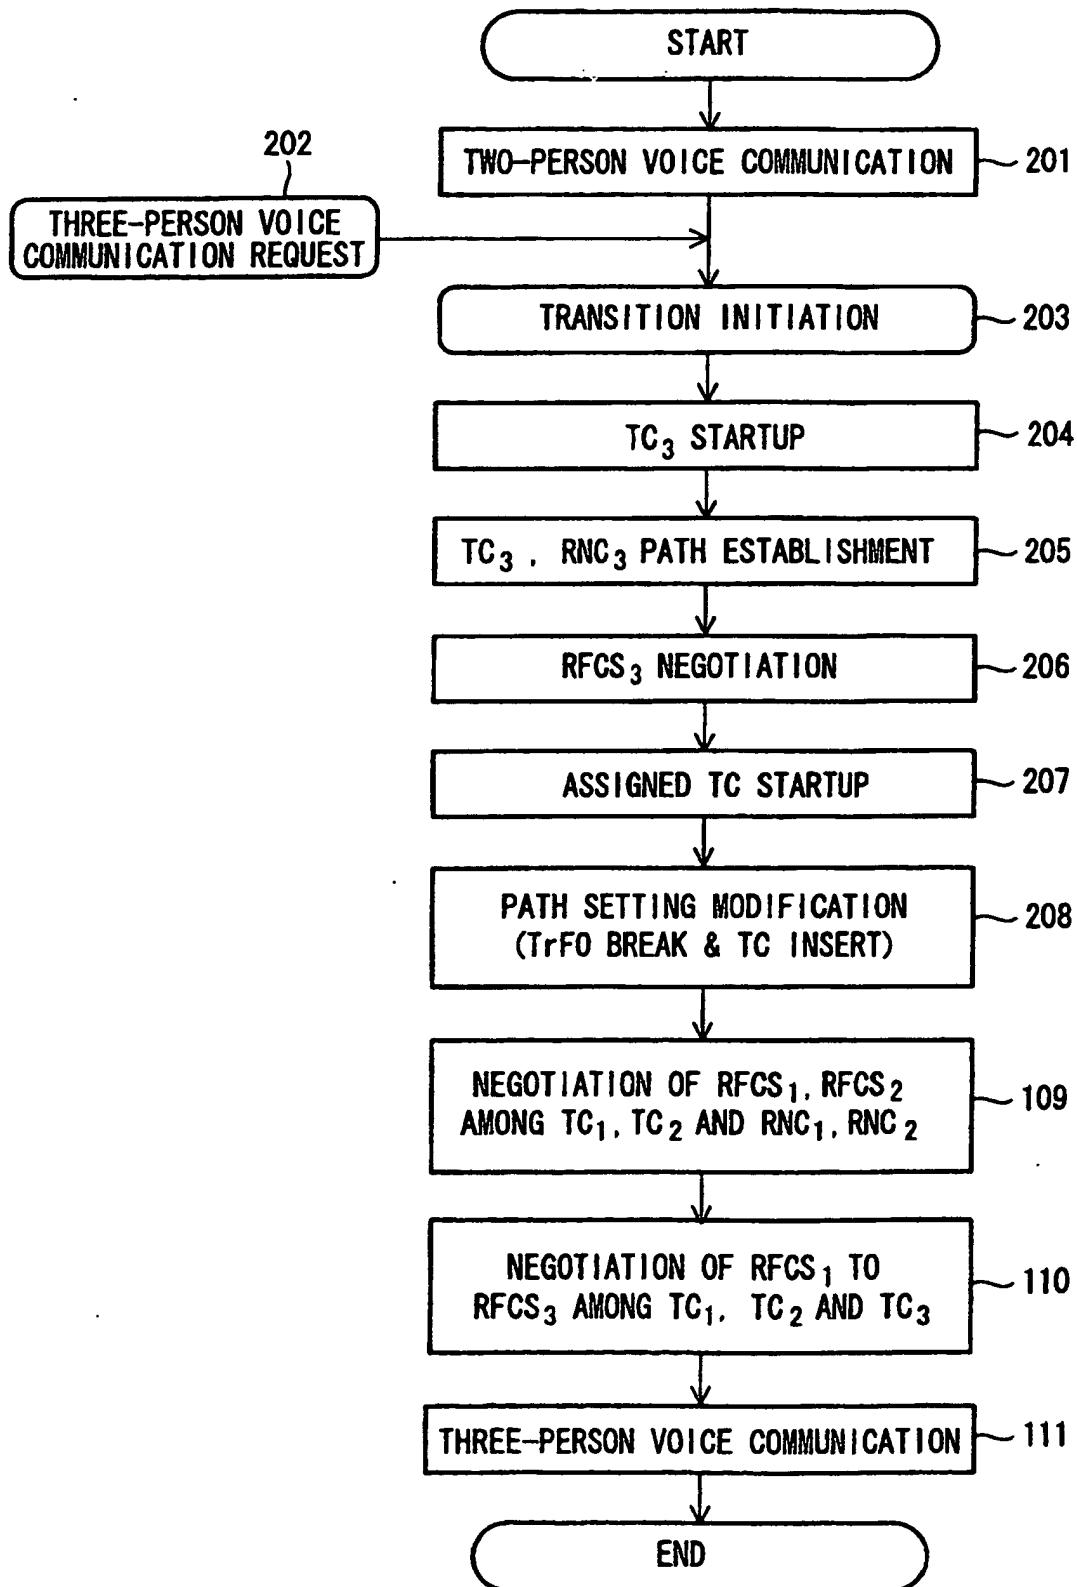 START
TWO-PERSON VOICE COMMUNICATION
201
202
THREE-PERSON VOICE
COMMUNICATION REQUEST
TRANSITION INITIATION
203
TC₃ STARTUP
204
TC₃ , RNC₃ PATH ESTABLISHMENT
205
RFCS₃ NEGOTIATION
206
ASSIGNED TC STARTUP
207
PATH SETTING MODIFICATION
(TrFO BREAK & TC INSERT)
208
NEGOTIATION OF RFCS₁, RFCS₂
AMONG TC₁, TC₂ AND RNC₁, RNC₂
109
NEGOTIATION OF RFCS₁ TO
RFCS₃ AMONG TC₁, TC₂ AND TC₃
110
THREE-PERSON VOICE COMMUNICATION
111
END